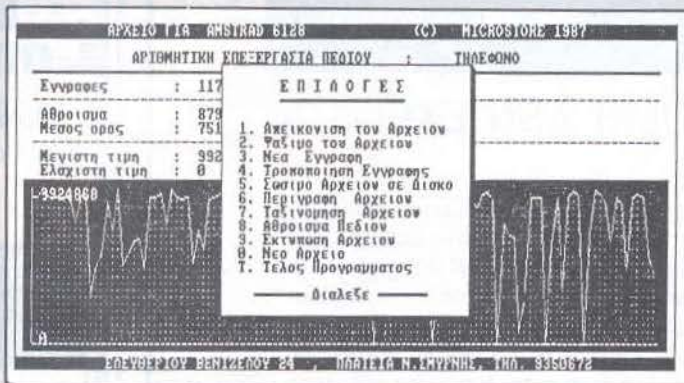 ΑΡΧΕΙΟ ΓΙΑ AMSTRAD 6128 (C) MICROSTORE 1987
ΑΡΙΘΜΗΤΙΚΗ ΕΠΕΞΕΡΓΑΣΙΑ ΠΕΔΙΟΥ : ΤΗΛΕΦΩΝΟ
Εγγραφες : 117
Αθροισμα : 879
Μεσος ορος : 751
Μεγιστη τιμη : 992
Ελαχιστη τιμη : 0
9924868
0
ΕΠΙΛΟΓΕΣ
1. Απεικονιση του Αρχειου
2. Ψαξιμο του Αρχειου
3. Νεα Εγγραφη
4. Τροποποιηση Εγγραφης
5. Σωσιμο Αρχειου σε Δισκο
6. Περιγραφη Αρχειου
7. Ταξινομηση Αρχειου
8. Αθροισμα Πεδιου
9. Εκτυπωση Αρχειου
0. Νεο Αρχειο
Τ. Τελος Προγραμματος
Διαλεξε
ΕΛΕΥΘΕΡΙΟΥ ΒΕΝΙΖΕΛΟΥ 24 , ΠΛΑΤΕΙΑ Ν.ΣΜΥΡΝΗΣ, ΤΗΛ. 9350672